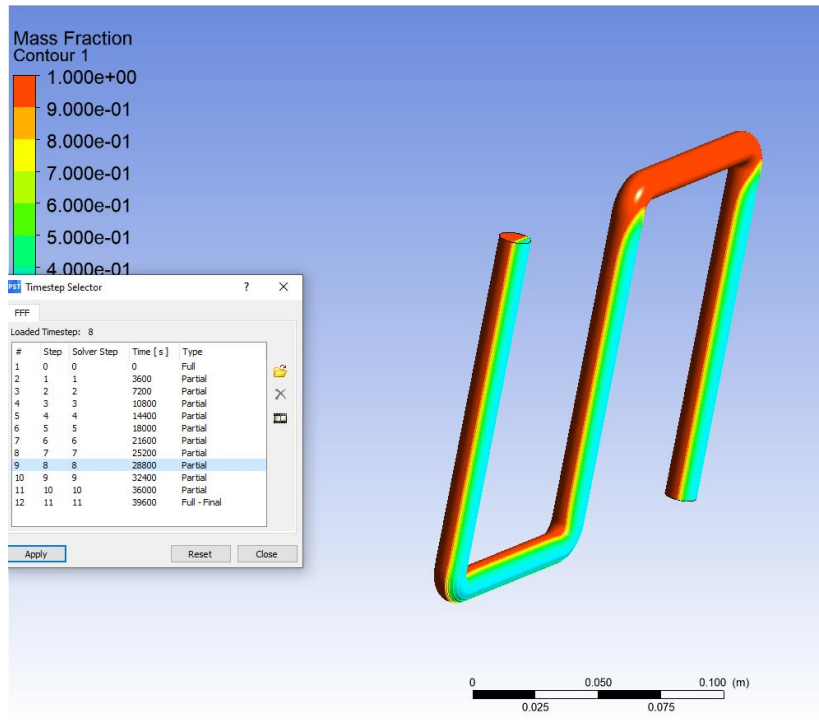 Mass Fraction
Contour 1
1.000e+00
9.000e-01
8.000e-01
7.000e-01
6.000e-01
5.000e-01
4.000e-01
PST Timestep Selector ? ×
FFF
Loaded Timestep: 8
# Step Solver Step Time [ s ] Type
1 0 0 0 Full
2 1 1 3600 Partial
3 2 2 7200 Partial
4 3 3 10800 Partial
5 4 4 14400 Partial
6 5 5 18000 Partial
7 6 6 21600 Partial
8 7 7 25200 Partial
9 8 8 28800 Partial
10 9 9 32400 Partial
11 10 10 36000 Partial
12 11 11 39600 Full - Final
Apply Reset Close
0 0.050 0.100 (m)
0.025 0.075